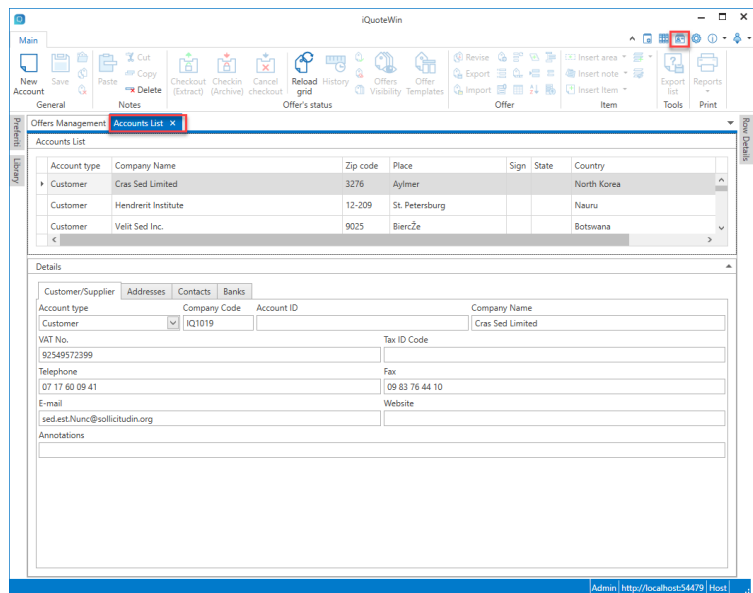 iQuoteWin
Main
New Account
Save
Paste
Cut
Copy
Delete
Checkout (Extract)
Checkin (Archive)
Cancel checkout
Reload grid
History
Offers Visibility
Offer Templates
Revise
Export
Import
Insert area
Insert note
Insert Item
Export list
Reports
General
Notes
Offer's status
Offer
Item
Tools
Print
Preferiti
Library
Row Details
Offers Management
Accounts List
Accounts List
Account type Company Name Zip code Place Sign State Country
Customer Cras Sed Limited 3276 Aylmer North Korea
Customer Hendrerit Institute 12-209 St. Petersburg Nauru
Customer Velit Sed Inc. 9025 BiercŽe Botswana
Details
Customer/Supplier Addresses Contacts Banks
Account type Company Code Account ID Company Name
Customer IQ1019 Cras Sed Limited
VAT No. Tax ID Code
92549572399
Telephone Fax
07 17 60 09 41 09 83 76 44 10
E-mail Website
sed.est.Nunc@sollicitudin.org
Annotations
Admin http://localhost:54479 Host